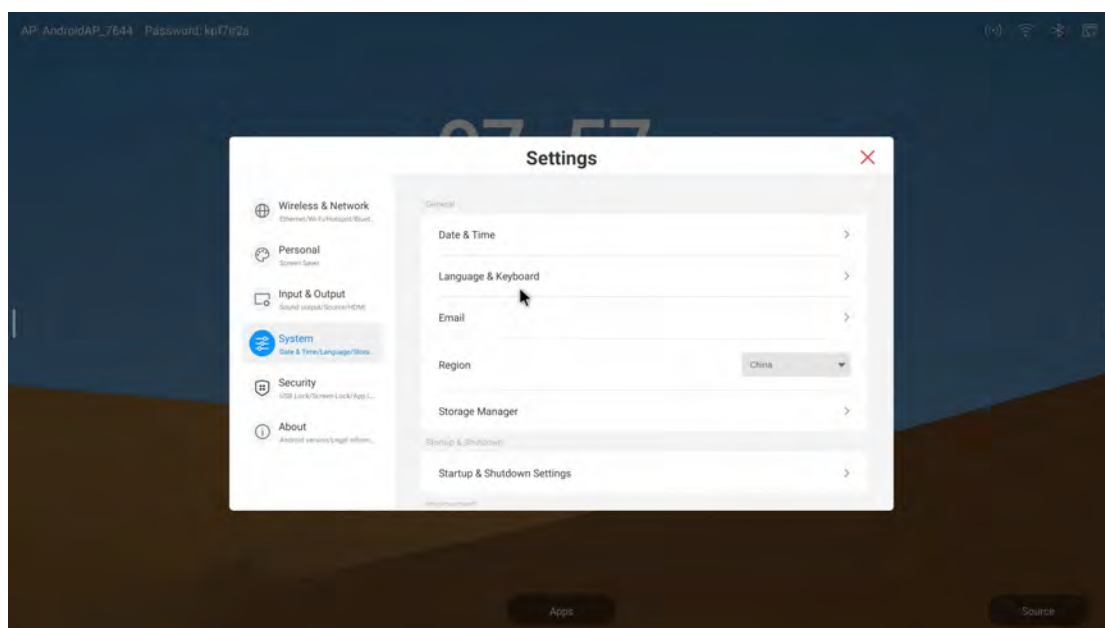 AP: AndroidAP_7644 Password:
07 57
Settings
Wireless & Network
Ethernet/Wi-Fi/Hotspot/Bluet..
Personal
Screen Saver
Input & Output
Sound output/Source/HDMI
System
Date & Time/Language/Stora..
Security
USB Lock/Screen Lock/App L...
About
Android version/Legal inform...
General
Date & Time
Language & Keyboard
Email
Region
China
Storage Manager
Startup & Shutdown
Startup & Shutdown Settings
Apps
Source